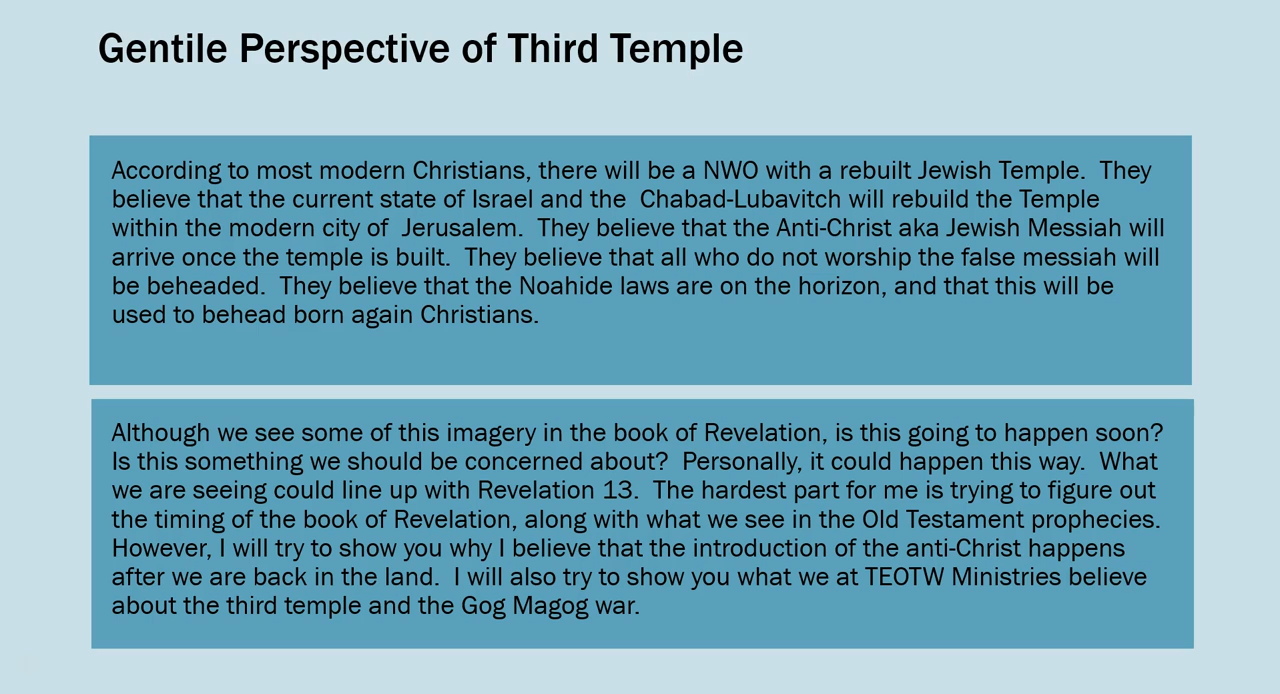 Gentile Perspective of Third Temple
According to most modern Christians, there will be a NWO with a rebuilt Jewish Temple.  They
believe that the current state of Israel and the  Chabad-Lubavitch will rebuild the Temple
within the modern city of  Jerusalem.  They believe that the Anti-Christ aka Jewish Messiah will
arrive once the temple is built.  They believe that all who do not worship the false messiah will
be beheaded.  They believe that the Noahide laws are on the horizon, and that this will be
used to behead born again Christians.
Although we see some of this imagery in the book of Revelation, is this going to happen soon?
Is this something we should be concerned about?  Personally, it could happen this way.  What
we are seeing could line up with Revelation 13.  The hardest part for me is trying to figure out
the timing of the book of Revelation, along with what we see in the Old Testament prophecies.
However, I will try to show you why I believe that the introduction of the anti-Christ happens
after we are back in the land.  I will also try to show you what we at TEOTW Ministries believe
about the third temple and the Gog Magog war.